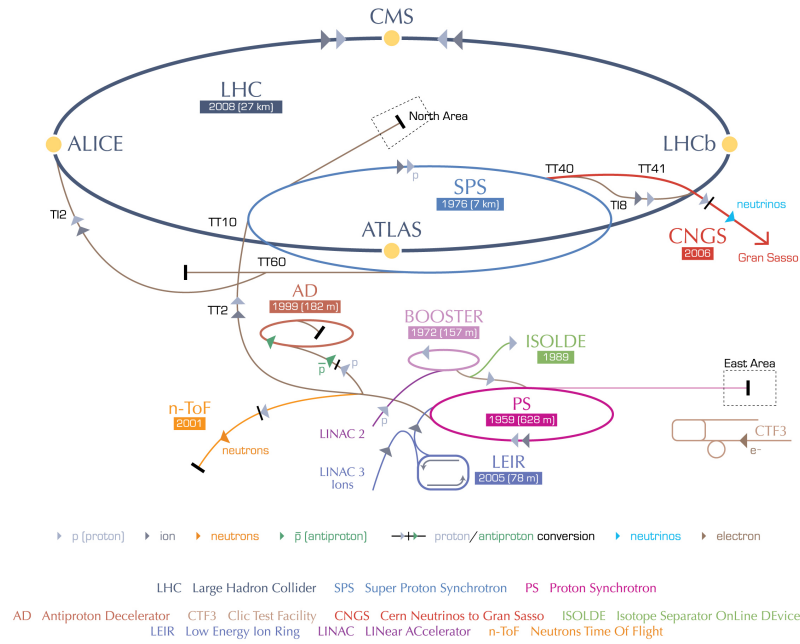 CMS
LHC
2008 (27 km)
North Area
ALICE
LHCb
TT40
TT41
SPS
1976 (7 km)
p
TI2
TI8
neutrinos
TT10
ATLAS
CNGS
2006
Gran Sasso
TT60
AD
1999 (182 m)
TT2
BOOSTER
1972 (157 m)
ISOLDE
1989
p̅
p
East Area
n-ToF
2001
PS
1959 (628 m)
p
LINAC 2
neutrons
CTF3
e-
LEIR
2005 (78 m)
LINAC 3
Ions
p (proton) ion neutrons p̅ (antiproton) proton/antiproton conversion neutrinos electron
LHC Large Hadron Collider SPS Super Proton Synchrotron PS Proton Synchrotron
AD Antiproton Decelerator CTF3 Clic Test Facility CNGS Cern Neutrinos to Gran Sasso ISOLDE Isotope Separator OnLine DEvice
LEIR Low Energy Ion Ring LINAC LINear ACcelerator n-ToF Neutrons Time Of Flight